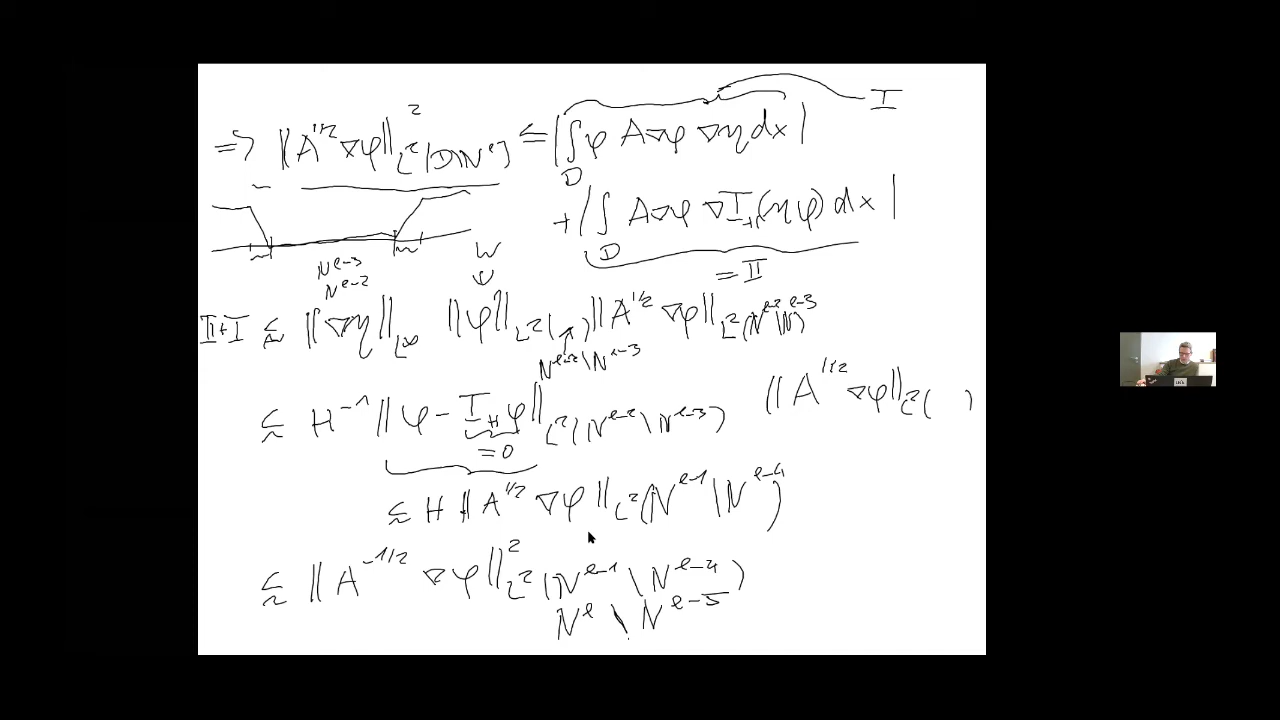 ⇒ ‖A^{1/2} ∇φ‖²_{L²(D\N^ℓ)} ≤ |∫_D φ A∇φ ∇η dx| I
+ |∫_D A∇φ ∇I_H(ηφ) dx|
= II
N^{ℓ-3}
N^{ℓ-2}
W
II+I ≲ ‖∇η‖_{L^∞} ‖φ‖_{L²( )} ‖A^{1/2} ∇φ‖_{L²(N^{ℓ-2}\N^{ℓ-3})}
N^{ℓ-2}\N^{ℓ-3}
≲ H^{-1} ‖φ - I_H φ‖_{L²(N^{ℓ-2}\N^{ℓ-3})} ‖A^{1/2} ∇φ‖_{L²( )}
= 0
≲ H ‖A^{1/2} ∇φ‖_{L²(N^{ℓ-1}\N^{ℓ-4})}
≲ ‖A^{-1/2} ∇φ‖²_{L²(N^{ℓ-1}\N^{ℓ-4})}
N^ℓ \ N^{ℓ-5}